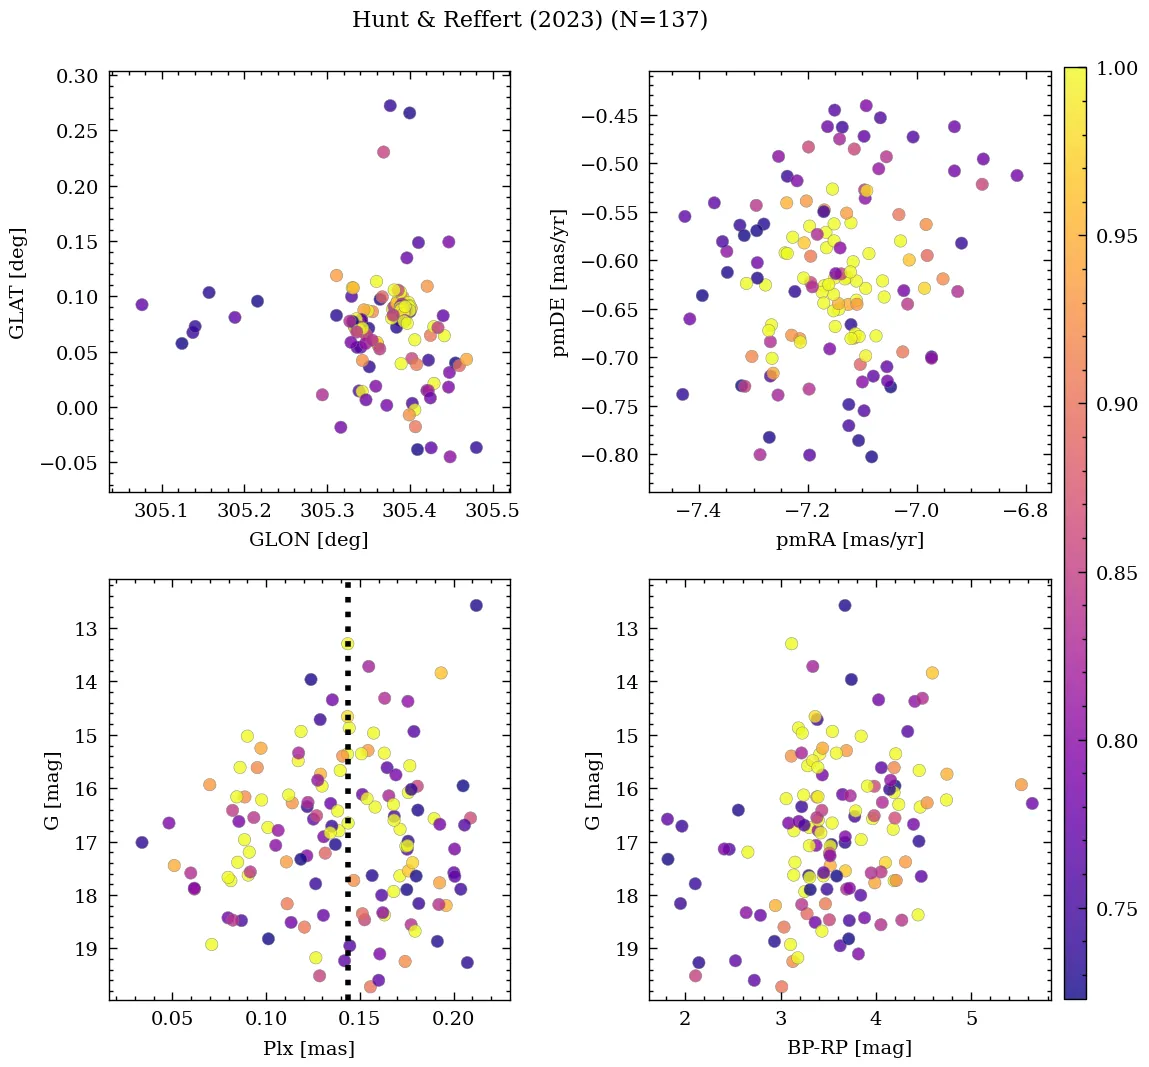 Hunt & Reffert (2023) (N=137)
0.30
0.25
0.20
0.15
0.10
0.05
0.00
−0.05
GLAT [deg]
305.1 305.2 305.3 305.4 305.5
GLON [deg]
−0.45
−0.50
−0.55
−0.60
−0.65
−0.70
−0.75
−0.80
pmDE [mas/yr]
−7.4 −7.2 −7.0 −6.8
pmRA [mas/yr]
1.00
0.95
0.90
0.85
0.80
0.75
13
14
15
16
17
18
19
G [mag]
0.05 0.10 0.15 0.20
Plx [mas]
13
14
15
16
17
18
19
G [mag]
2 3 4 5
BP-RP [mag]